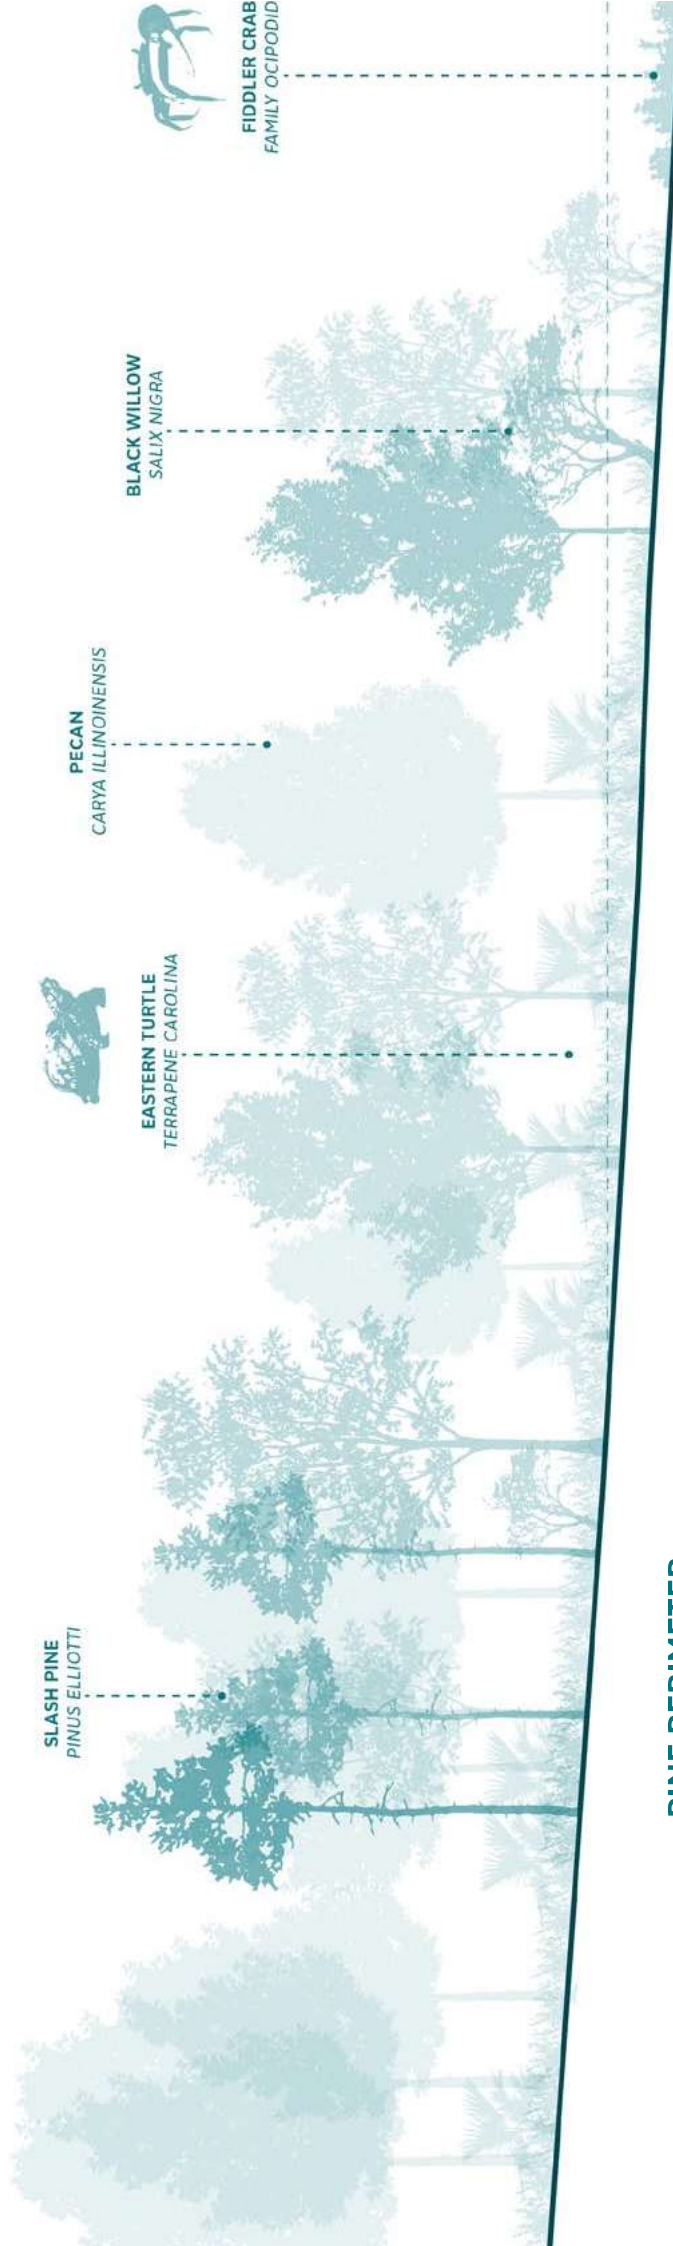 SLASH PINE
PINUS ELLIOTTI
EASTERN TURTLE
TERRAPENE CAROLINA
PECAN
CARYA ILLINOINENSIS
BLACK WILLOW
SALIX NIGRA
FIDDLER CRAB
FAMILY OCIPODID
PINE PERIMETER